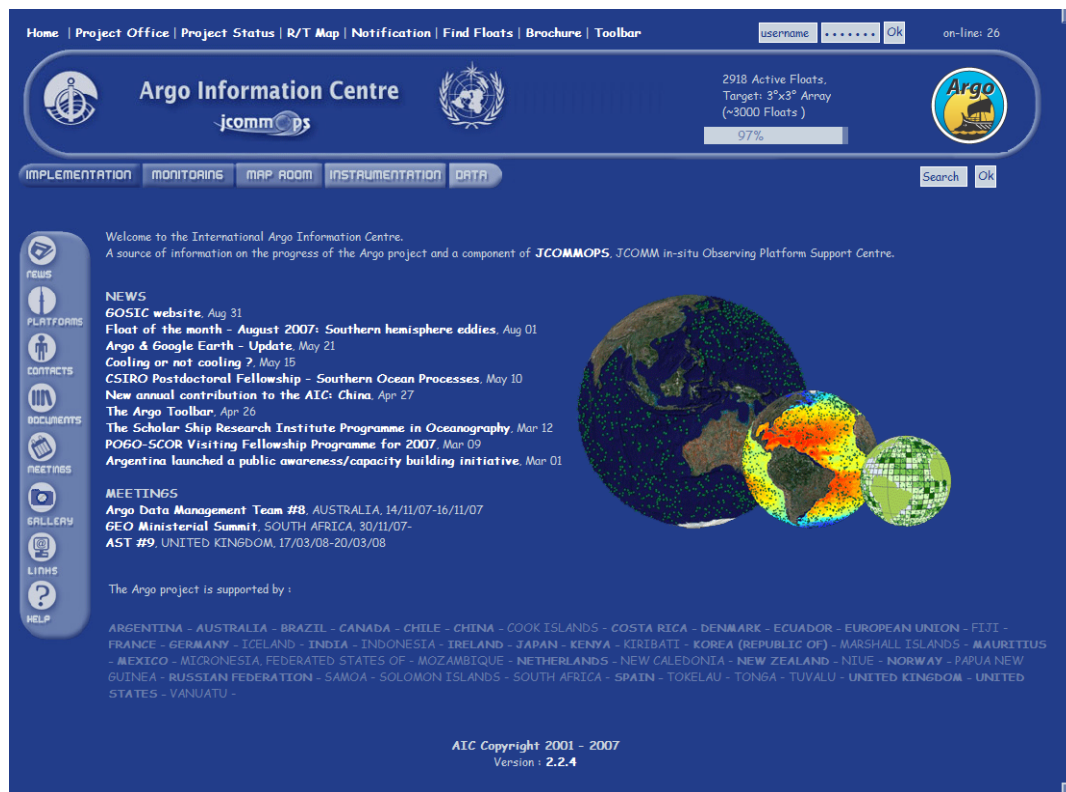 Home | Project Office | Project Status | R/T Map | Notification | Find Floats | Brochure | Toolbar
username ....... Ok on-line: 26
Argo Information Centre
jcommops
2918 Active Floats,
Target: 3°x3° Array
(~3000 Floats )
97%
Argo
IMPLEMENTATION MONITORING MAP ROOM INSTRUMENTATION DATA
Search Ok
Welcome to the International Argo Information Centre.
A source of information on the progress of the Argo project and a component of JCOMMOPS, JCOMM in-situ Observing Platform Support Centre.
NEWS
PLATFORMS
CONTACTS
DOCUMENTS
MEETINGS
GALLERY
LINKS
HELP
NEWS
GOSIC website, Aug 31
Float of the month - August 2007: Southern hemisphere eddies, Aug 01
Argo & Google Earth - Update, May 21
Cooling or not cooling ?, May 15
CSIRO Postdoctoral Fellowship - Southern Ocean Processes, May 10
New annual contribution to the AIC: China, Apr 27
The Argo Toolbar, Apr 26
The Scholar Ship Research Institute Programme in Oceanography, Mar 12
POGO-SCOR Visiting Fellowship Programme for 2007, Mar 09
Argentina launched a public awareness/capacity building initiative, Mar 01
MEETINGS
Argo Data Management Team #8, AUSTRALIA, 14/11/07-16/11/07
GEO Ministerial Summit, SOUTH AFRICA, 30/11/07-
AST #9, UNITED KINGDOM, 17/03/08-20/03/08
The Argo project is supported by :
ARGENTINA - AUSTRALIA - BRAZIL - CANADA - CHILE - CHINA - COOK ISLANDS - COSTA RICA - DENMARK - ECUADOR - EUROPEAN UNION - FIJI -
FRANCE - GERMANY - ICELAND - INDIA - INDONESIA - IRELAND - JAPAN - KENYA - KIRIBATI - KOREA (REPUBLIC OF) - MARSHALL ISLANDS - MAURITIUS
- MEXICO - MICRONESIA, FEDERATED STATES OF - MOZAMBIQUE - NETHERLANDS - NEW CALEDONIA - NEW ZEALAND - NIUE - NORWAY - PAPUA NEW
GUINEA - RUSSIAN FEDERATION - SAMOA - SOLOMON ISLANDS - SOUTH AFRICA - SPAIN - TOKELAU - TONGA - TUVALU - UNITED KINGDOM - UNITED
STATES - VANUATU -
AIC Copyright 2001 - 2007
Version : 2.2.4